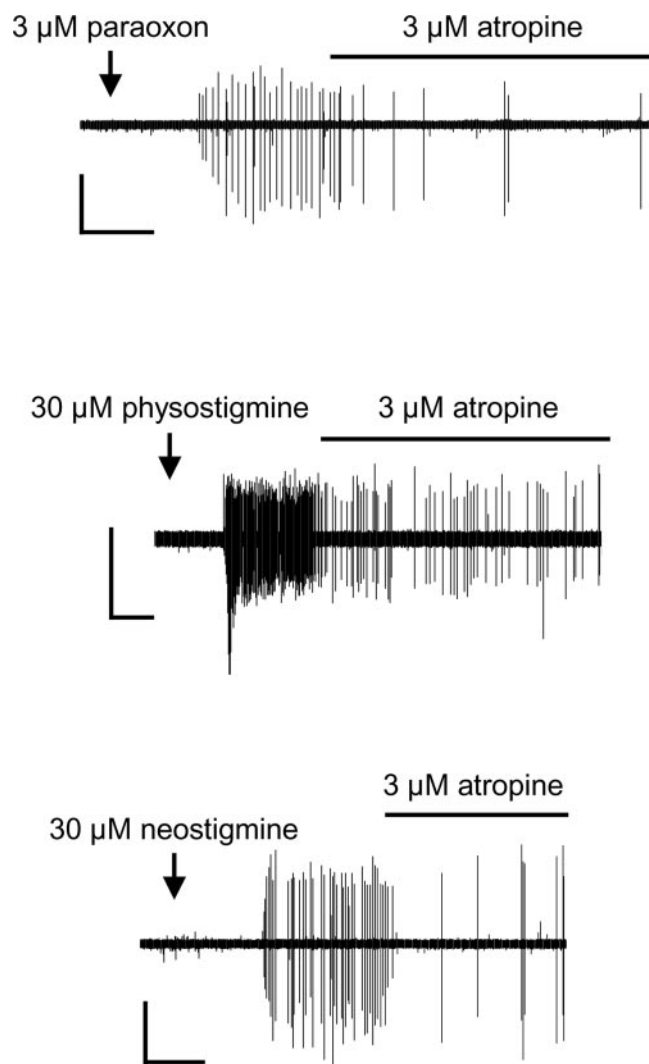 3 µM paraoxon 3 µM atropine
30 µM physostigmine 3 µM atropine
3 µM atropine
30 µM neostigmine